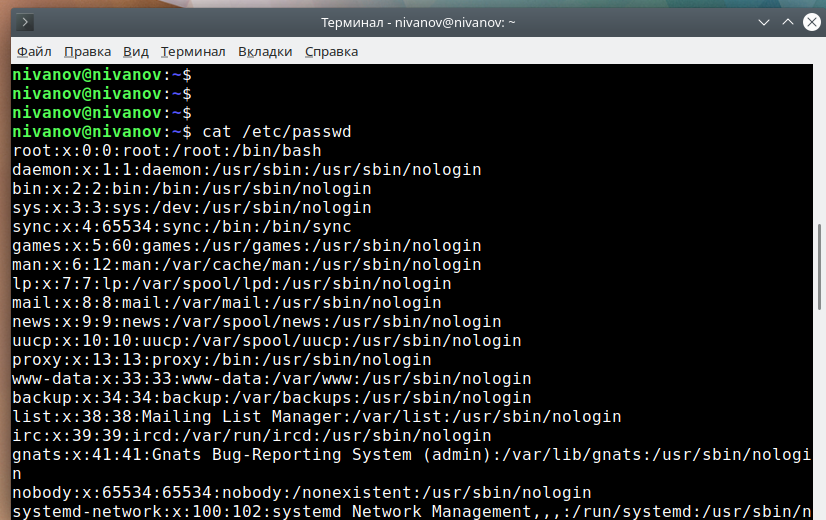 Терминал - nivanov@nivanov: ~
Файл Правка Вид Терминал Вкладки Справка
nivanov@nivanov:~$
nivanov@nivanov:~$
nivanov@nivanov:~$
nivanov@nivanov:~$ cat /etc/passwd
root:x:0:0:root:/root:/bin/bash
daemon:x:1:1:daemon:/usr/sbin:/usr/sbin/nologin
bin:x:2:2:bin:/bin:/usr/sbin/nologin
sys:x:3:3:sys:/dev:/usr/sbin/nologin
sync:x:4:65534:sync:/bin:/bin/sync
games:x:5:60:games:/usr/games:/usr/sbin/nologin
man:x:6:12:man:/var/cache/man:/usr/sbin/nologin
lp:x:7:7:lp:/var/spool/lpd:/usr/sbin/nologin
mail:x:8:8:mail:/var/mail:/usr/sbin/nologin
news:x:9:9:news:/var/spool/news:/usr/sbin/nologin
uucp:x:10:10:uucp:/var/spool/uucp:/usr/sbin/nologin
proxy:x:13:13:proxy:/bin:/usr/sbin/nologin
www-data:x:33:33:www-data:/var/www:/usr/sbin/nologin
backup:x:34:34:backup:/var/backups:/usr/sbin/nologin
list:x:38:38:Mailing List Manager:/var/list:/usr/sbin/nologin
irc:x:39:39:ircd:/var/run/ircd:/usr/sbin/nologin
gnats:x:41:41:Gnats Bug-Reporting System (admin):/var/lib/gnats:/usr/sbin/nologi
n
nobody:x:65534:65534:nobody:/nonexistent:/usr/sbin/nologin
systemd-network:x:100:102:systemd Network Management,,,:/run/systemd:/usr/sbin/n